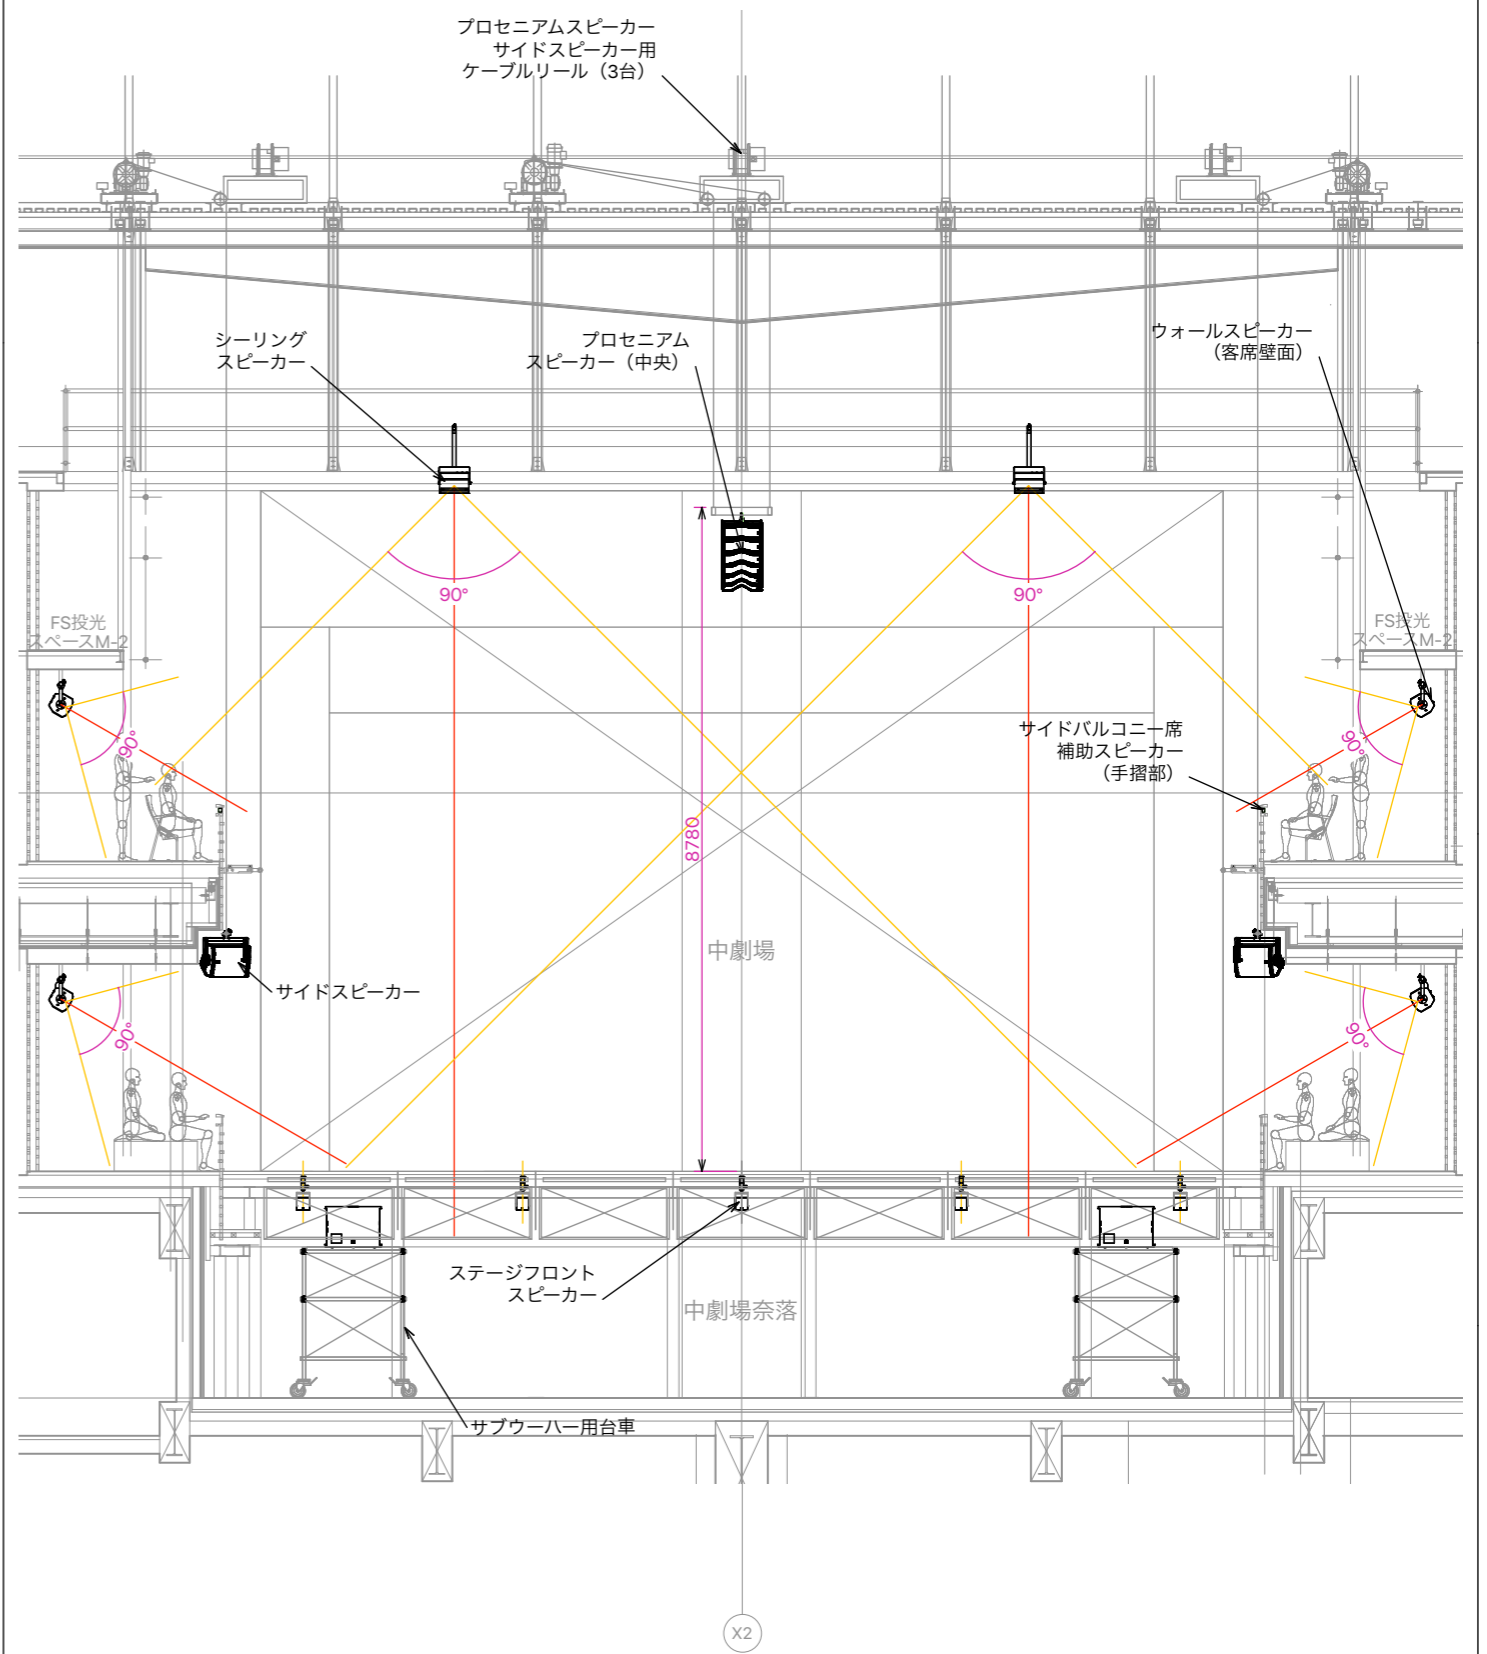 プロセニアムスピーカー
サイドスピーカー用
ケーブルリール（3台）
シーリング
スピーカー
プロセニアム
スピーカー（中央）
ウォールスピーカー
（客席壁面）
90°
90°
FS投光
スペースM-2
FS投光
スペースM-2
サイドバルコニー席
補助スピーカー
（手摺部）
90°
90°
8780
中劇場
サイドスピーカー
90°
90°
ステージフロント
スピーカー
中劇場奈落
サブウーハー用台車
X2